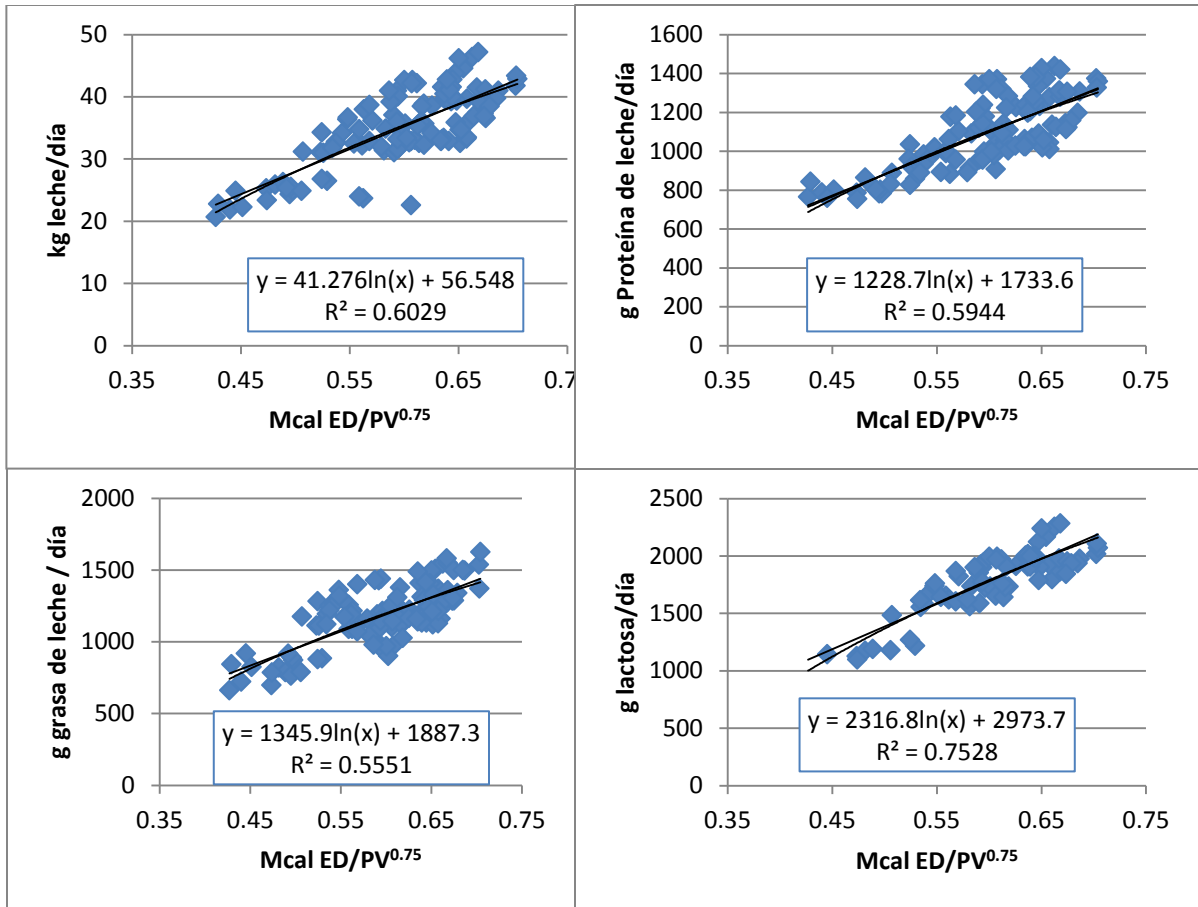 50
40
30
20
10
0
0.35 0.45 0.55 0.65 0.7
kg leche/día
Mcal ED/PV0.75
y = 41.276ln(x) + 56.548
R² = 0.6029
1600
1400
1200
1000
800
600
400
200
0
0.35 0.45 0.55 0.65 0.75
g Proteína de leche/día
Mcal ED/PV0.75
y = 1228.7ln(x) + 1733.6
R² = 0.5944
2000
1500
1000
500
0
0.35 0.45 0.55 0.65 0.75
g grasa de leche / día
Mcal ED/PV0.75
y = 1345.9ln(x) + 1887.3
R² = 0.5551
2500
2000
1500
1000
500
0
0.35 0.45 0.55 0.65 0.75
g lactosa/día
Mcal ED/PV0.75
y = 2316.8ln(x) + 2973.7
R² = 0.7528